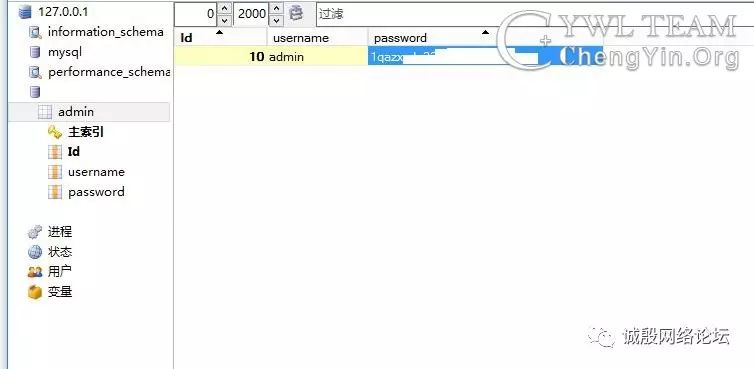 127.0.0.1
information_schema
mysql
performance_schema
admin
主索引
Id
username
password
进程
状态
用户
变量
0 2000 过滤
Id username password
10 admin
CYWL TEAM
ChengYin.Org
诚殷网络论坛